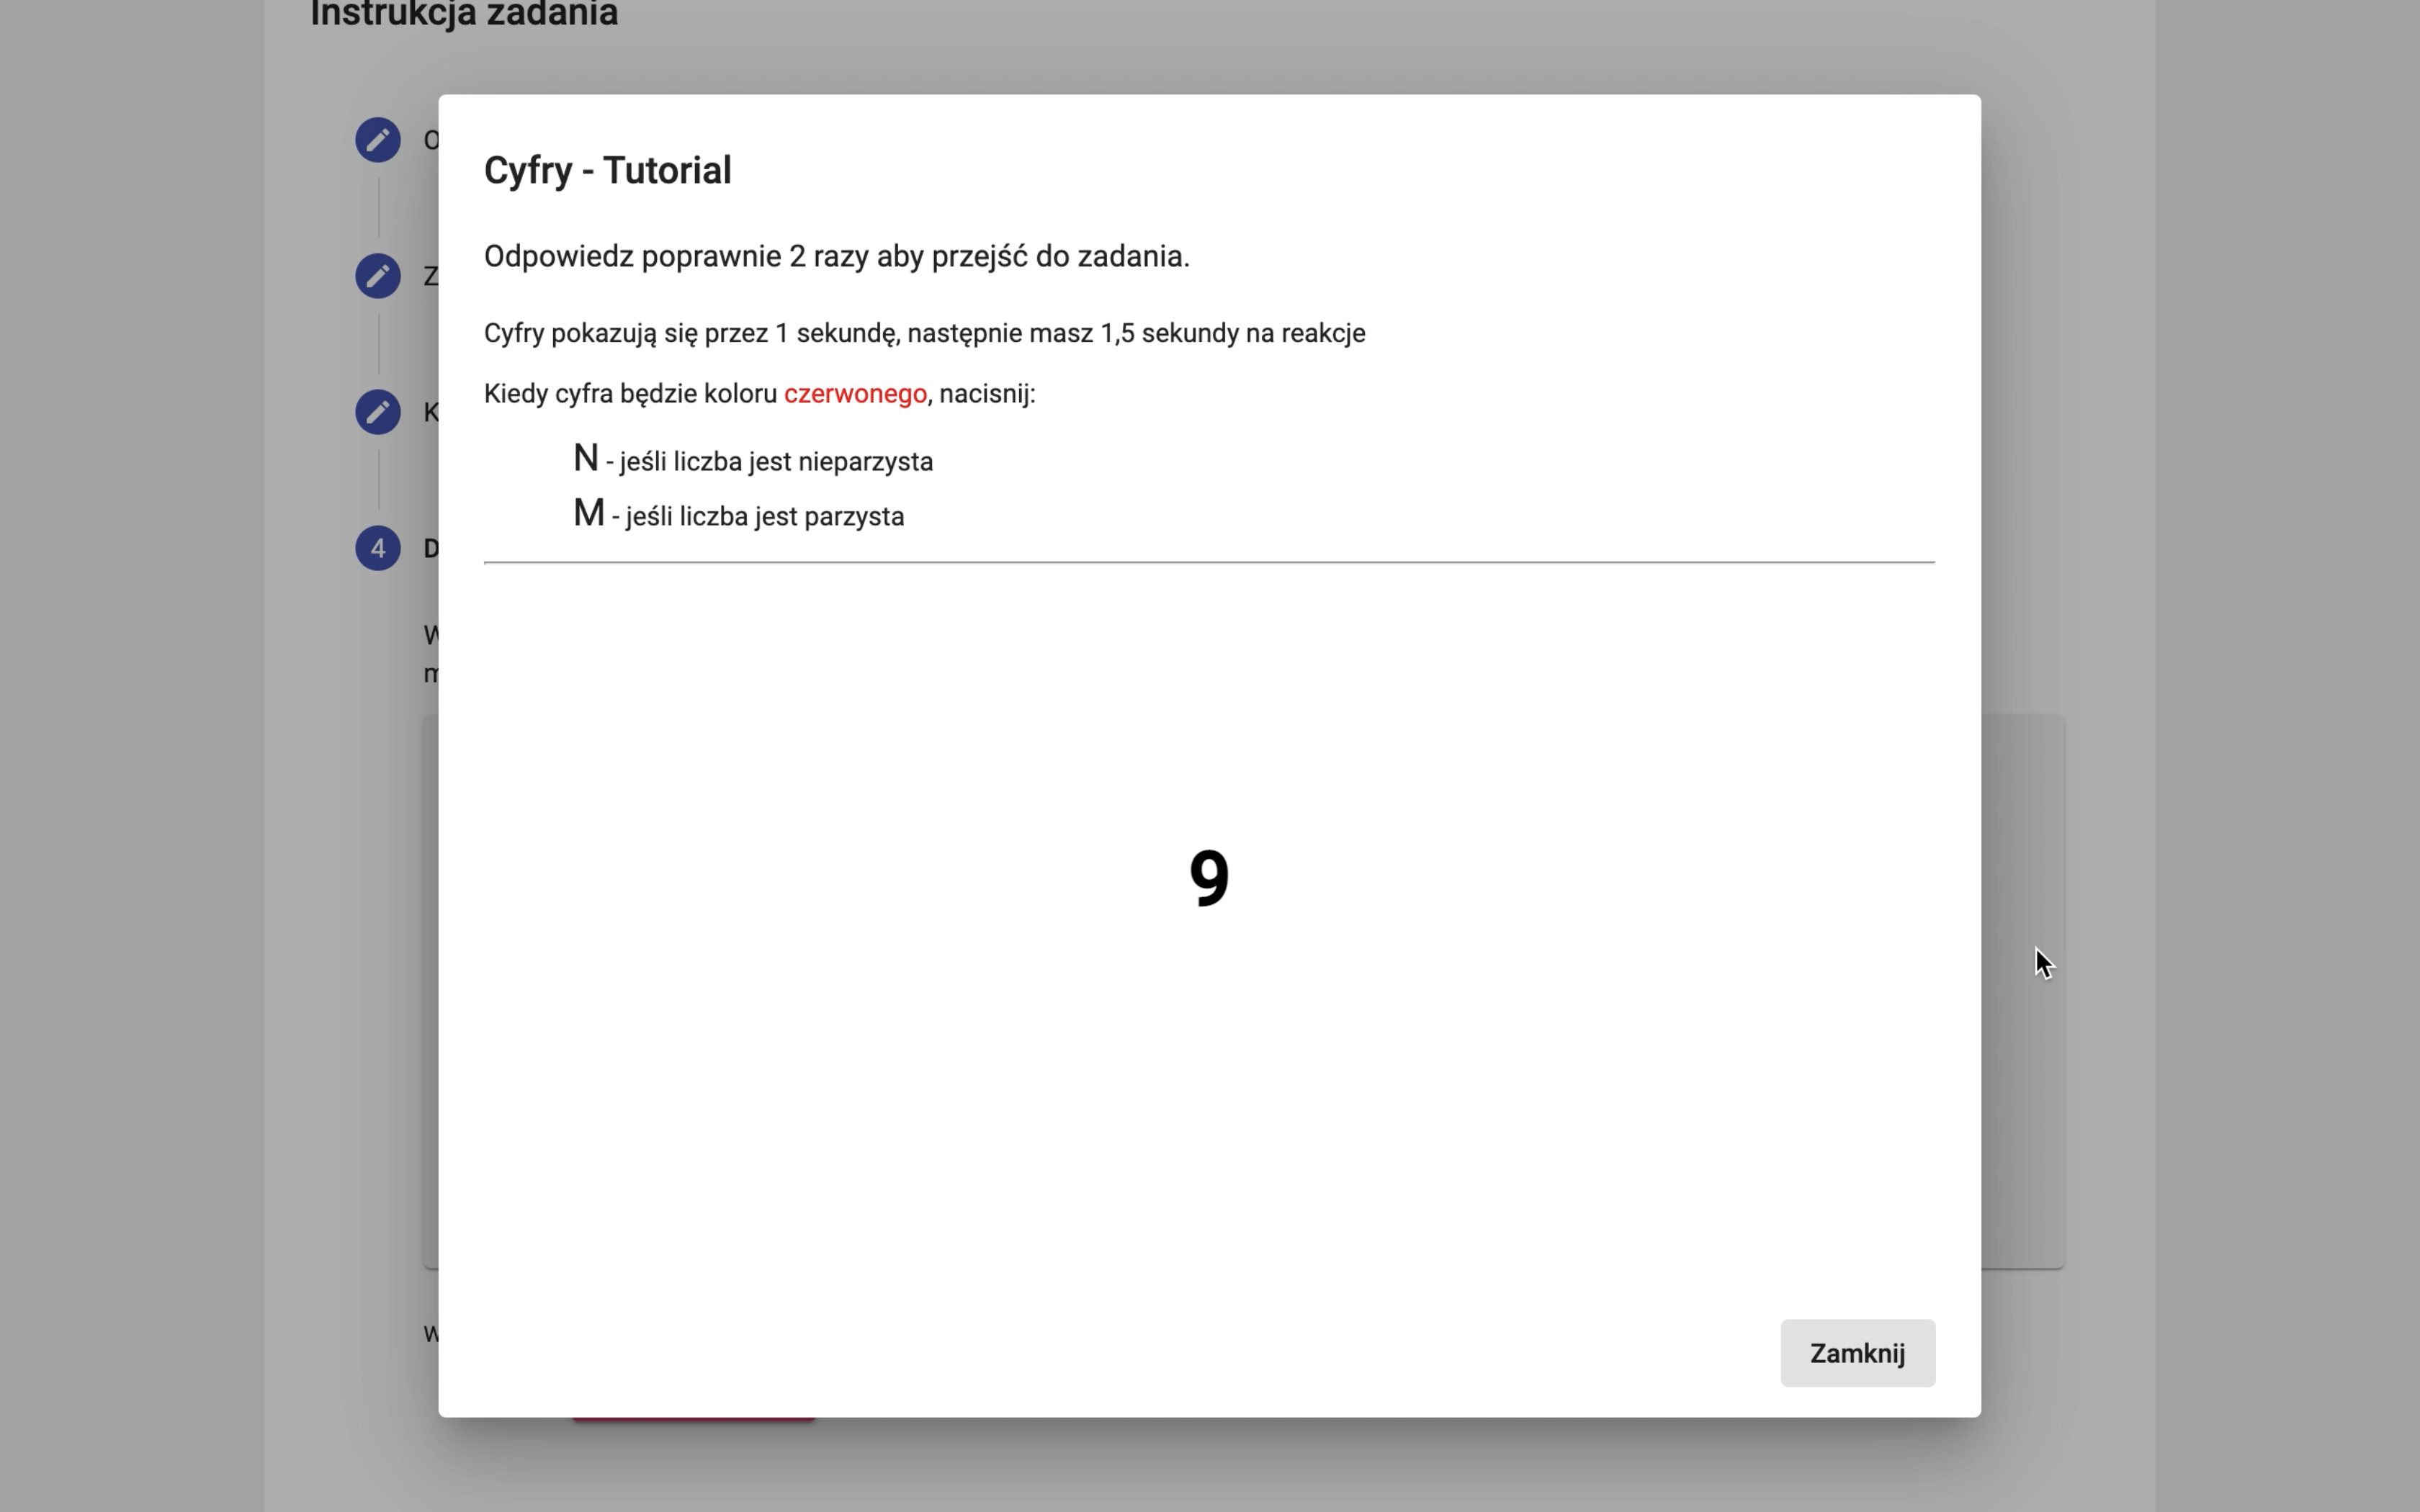 Instrukcja zadania
Cyfry - Tutorial
Odpowiedz poprawnie 2 razy aby przejść do zadania.
Cyfry pokazują się przez 1 sekundę, następnie masz 1,5 sekundy na reakcje
Kiedy cyfra będzie koloru czerwonego, nacisnij:
N - jeśli liczba jest nieparzysta
M - jeśli liczba jest parzysta
4
9
Zamknij